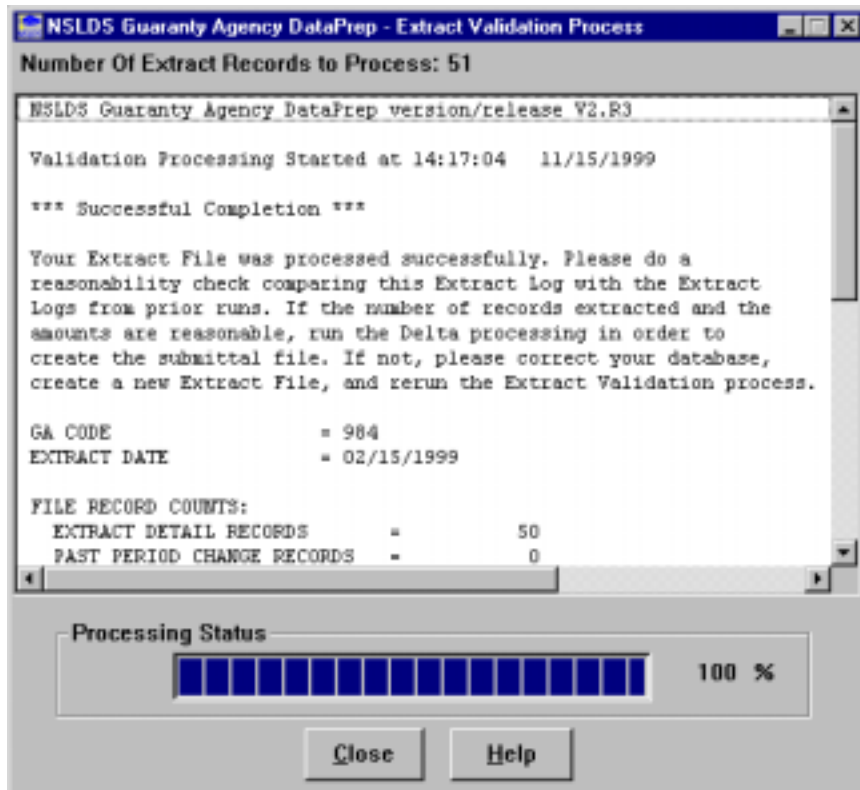 NSLDS Guaranty Agency DataPrep - Extract Validation Process
Number Of Extract Records to Process: 51
NSLDS Guaranty Agency DataPrep version/release V2.R3
Validation Processing Started at 14:17:04 11/15/1999
*** Successful Completion ***
Your Extract File was processed successfully. Please do a
reasonability check comparing this Extract Log with the Extract
Logs from prior runs. If the number of records extracted and the
amounts are reasonable, run the Delta processing in order to
create the submittal file. If not, please correct your database,
create a new Extract File, and rerun the Extract Validation process.
GA CODE = 984
EXTRACT DATE = 02/15/1999
FILE RECORD COUNTS:
EXTRACT DETAIL RECORDS = 50
PAST PERIOD CHANGE RECORDS = 0
Processing Status
100 %
Close Help